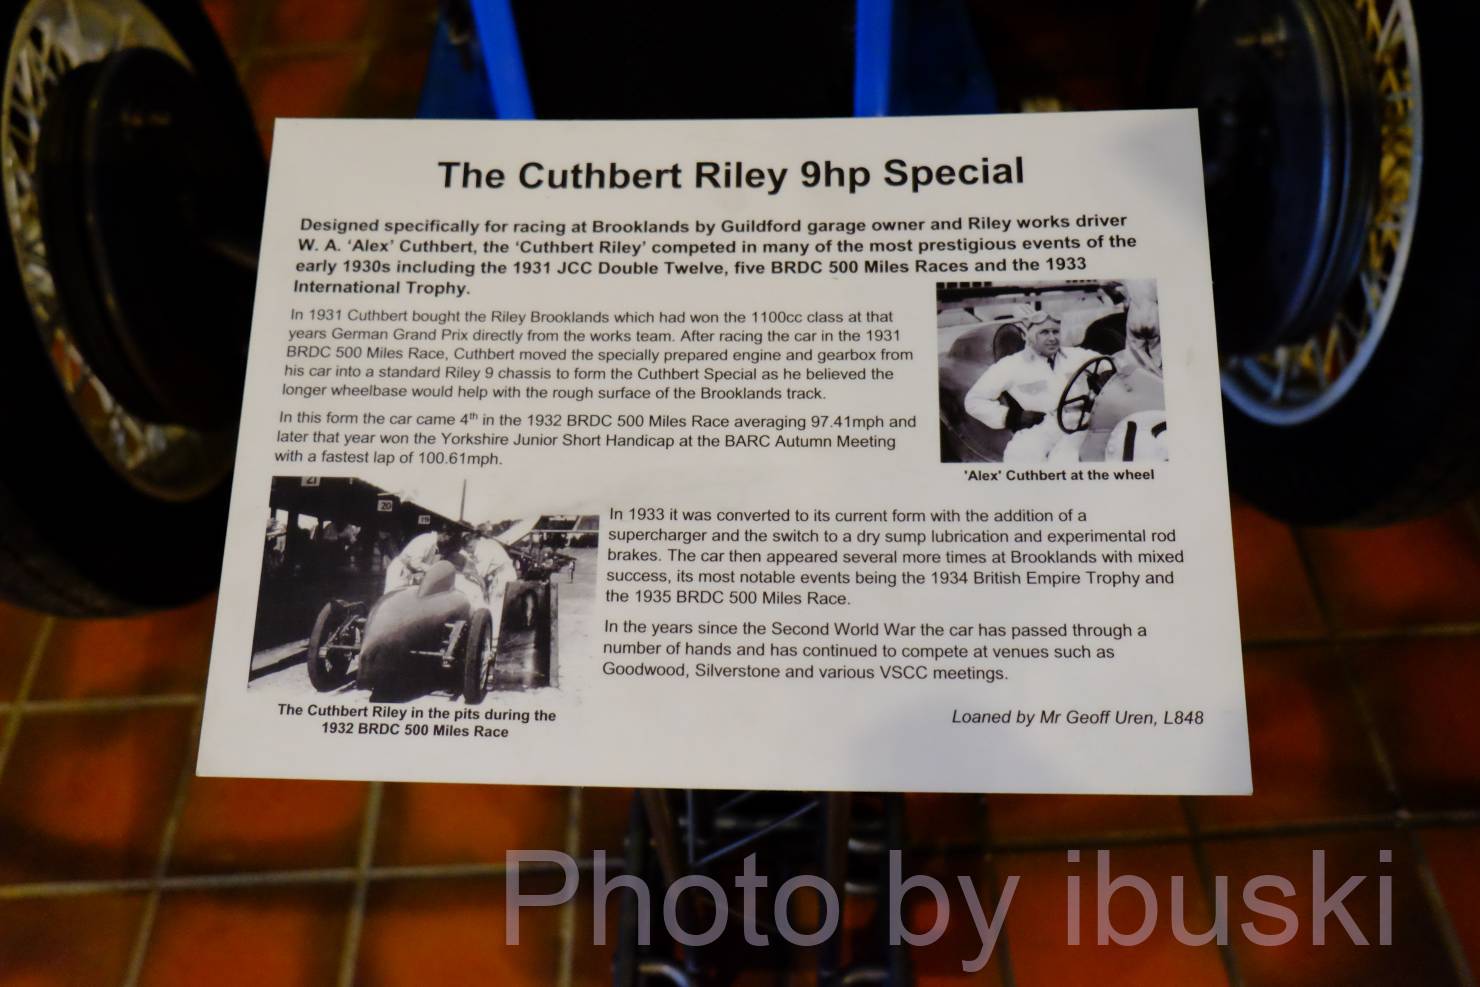 The Cuthbert Riley 9hp Special
Designed specifically for racing at Brooklands by Guildford garage owner and Riley works driver
W. A. ‘Alex’ Cuthbert, the ‘Cuthbert Riley’ competed in many of the most prestigious events of the
early 1930s including the 1931 JCC Double Twelve, five BRDC 500 Miles Races and the 1933
International Trophy.
In 1931 Cuthbert bought the Riley Brooklands which had won the 1100cc class at that
years German Grand Prix directly from the works team. After racing the car in the 1931
BRDC 500 Miles Race, Cuthbert moved the specially prepared engine and gearbox from
his car into a standard Riley 9 chassis to form the Cuthbert Special as he believed the
longer wheelbase would help with the rough surface of the Brooklands track.
In this form the car came 4th in the 1932 BRDC 500 Miles Race averaging 97.41mph and
later that year won the Yorkshire Junior Short Handicap at the BARC Autumn Meeting
with a fastest lap of 100.61mph.
'Alex' Cuthbert at the wheel
21
20
19
In 1933 it was converted to its current form with the addition of a
supercharger and the switch to a dry sump lubrication and experimental rod
brakes. The car then appeared several more times at Brooklands with mixed
success, its most notable events being the 1934 British Empire Trophy and
the 1935 BRDC 500 Miles Race.
In the years since the Second World War the car has passed through a
number of hands and has continued to compete at venues such as
Goodwood, Silverstone and various VSCC meetings.
The Cuthbert Riley in the pits during the
1932 BRDC 500 Miles Race
Loaned by Mr Geoff Uren, L848
Photo by ibuski